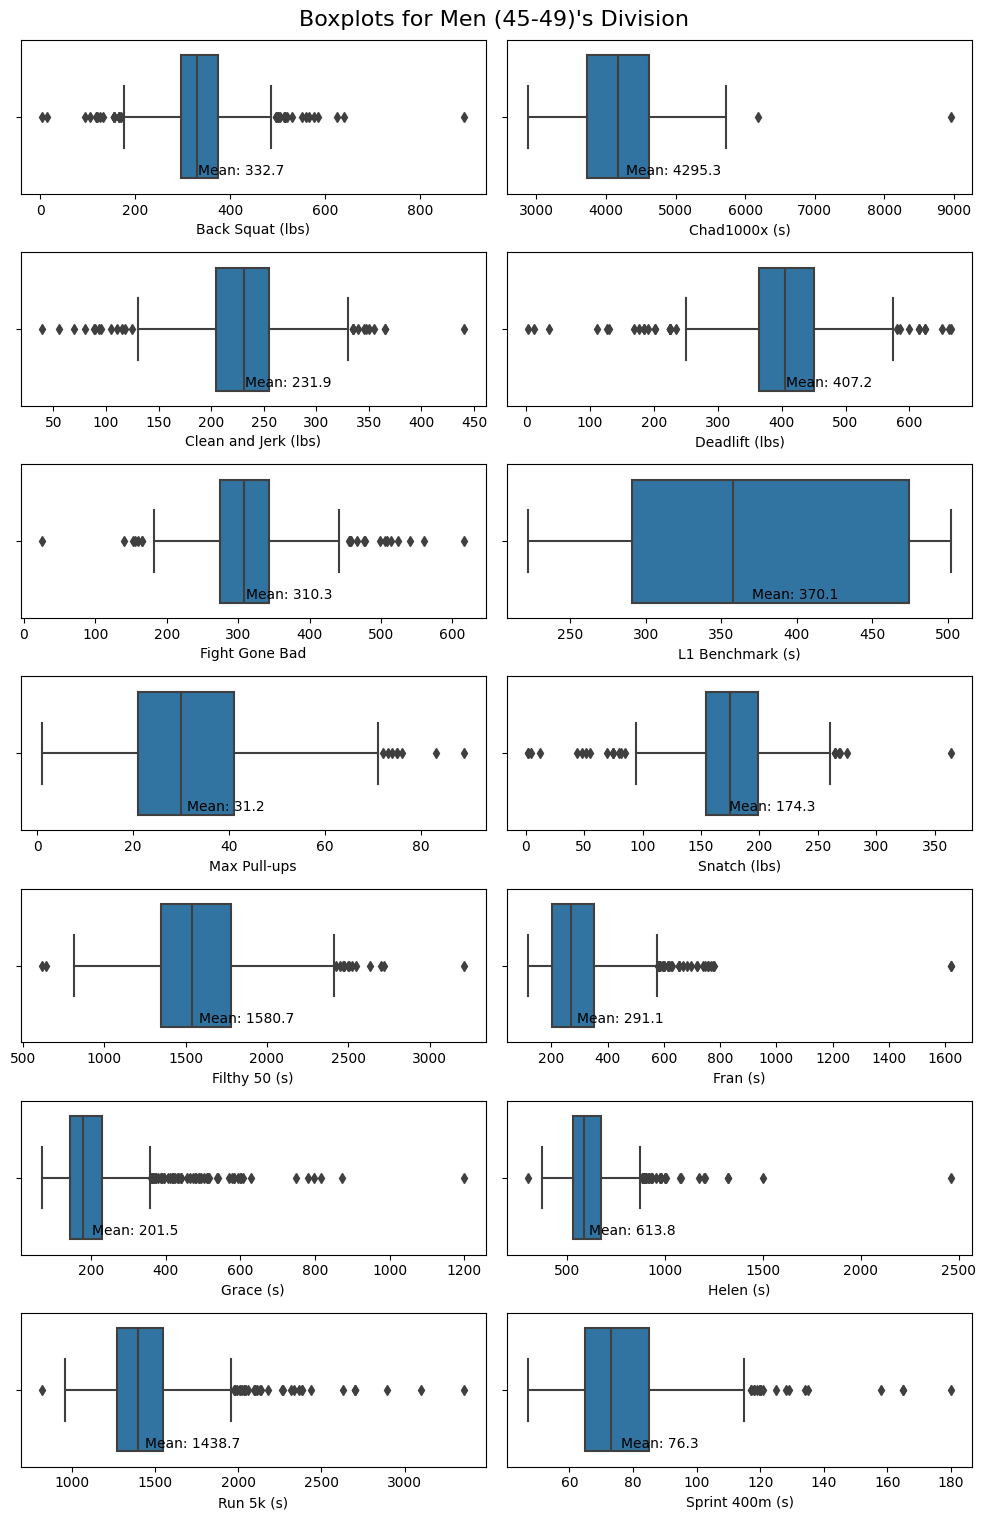 Boxplots for Men (45-49)'s Division
Mean: 332.7
0 200 400 600 800
Back Squat (lbs)
Mean: 4295.3
3000 4000 5000 6000 7000 8000 9000
Chad1000x (s)
Mean: 231.9
50 100 150 200 250 300 350 400 450
Clean and Jerk (lbs)
Mean: 407.2
0 100 200 300 400 500 600
Deadlift (lbs)
Mean: 310.3
0 100 200 300 400 500 600
Fight Gone Bad
Mean: 370.1
250 300 350 400 450 500
L1 Benchmark (s)
Mean: 31.2
0 20 40 60 80
Max Pull-ups
Mean: 174.3
0 50 100 150 200 250 300 350
Snatch (lbs)
Mean: 1580.7
500 1000 1500 2000 2500 3000
Filthy 50 (s)
Mean: 291.1
200 400 600 800 1000 1200 1400 1600
Fran (s)
Mean: 201.5
200 400 600 800 1000 1200
Grace (s)
Mean: 613.8
500 1000 1500 2000 2500
Helen (s)
Mean: 1438.7
1000 1500 2000 2500 3000
Run 5k (s)
Mean: 76.3
60 80 100 120 140 160 180
Sprint 400m (s)